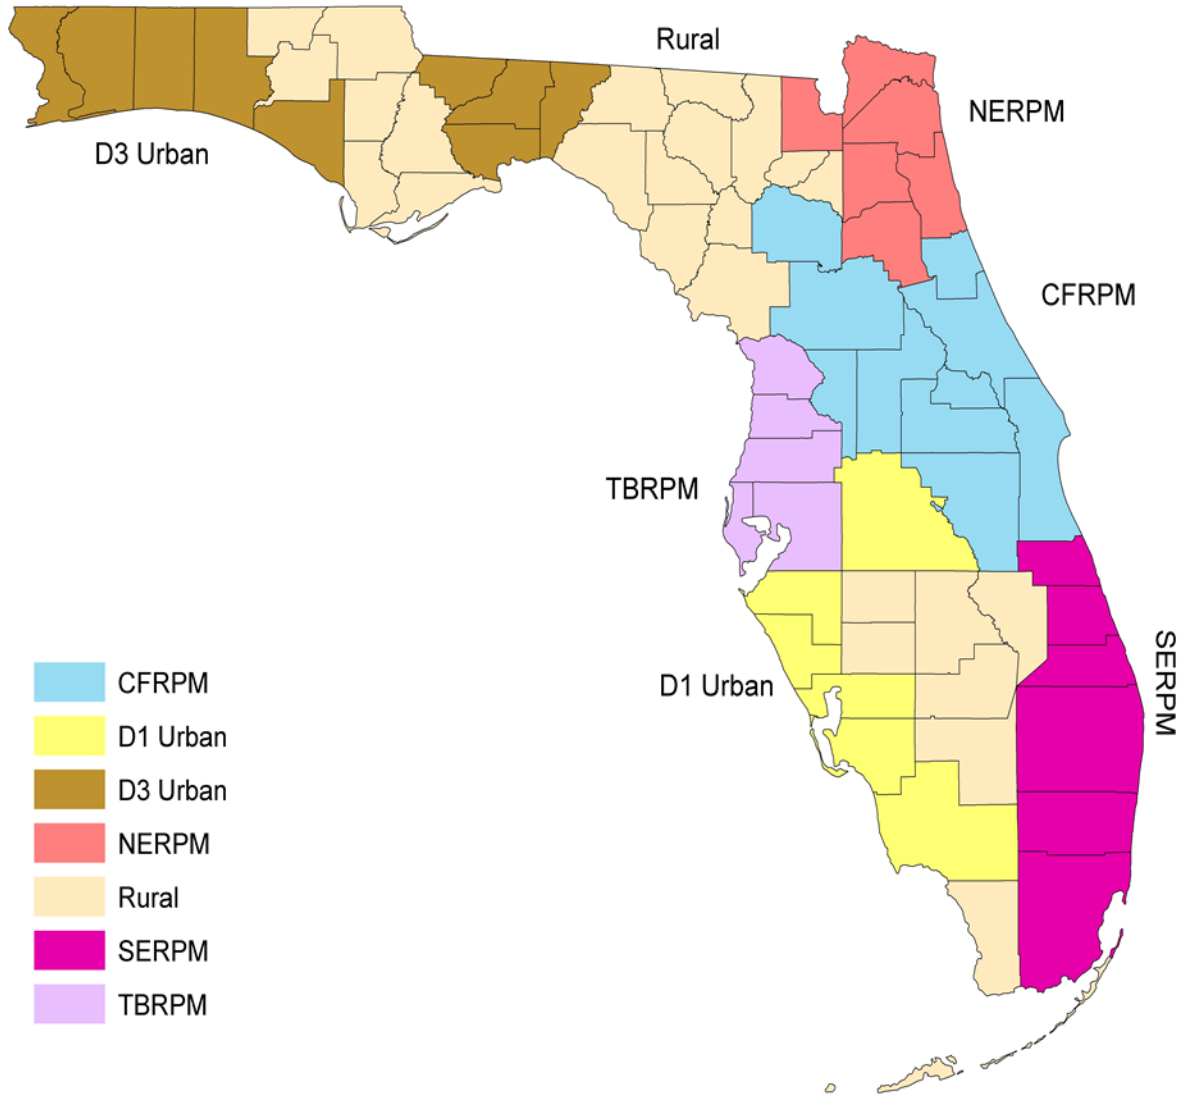 Rural
NERPM
D3 Urban
CFRPM
TBRPM
SERPM
D1 Urban
CFRPM
D1 Urban
D3 Urban
NERPM
Rural
SERPM
TBRPM